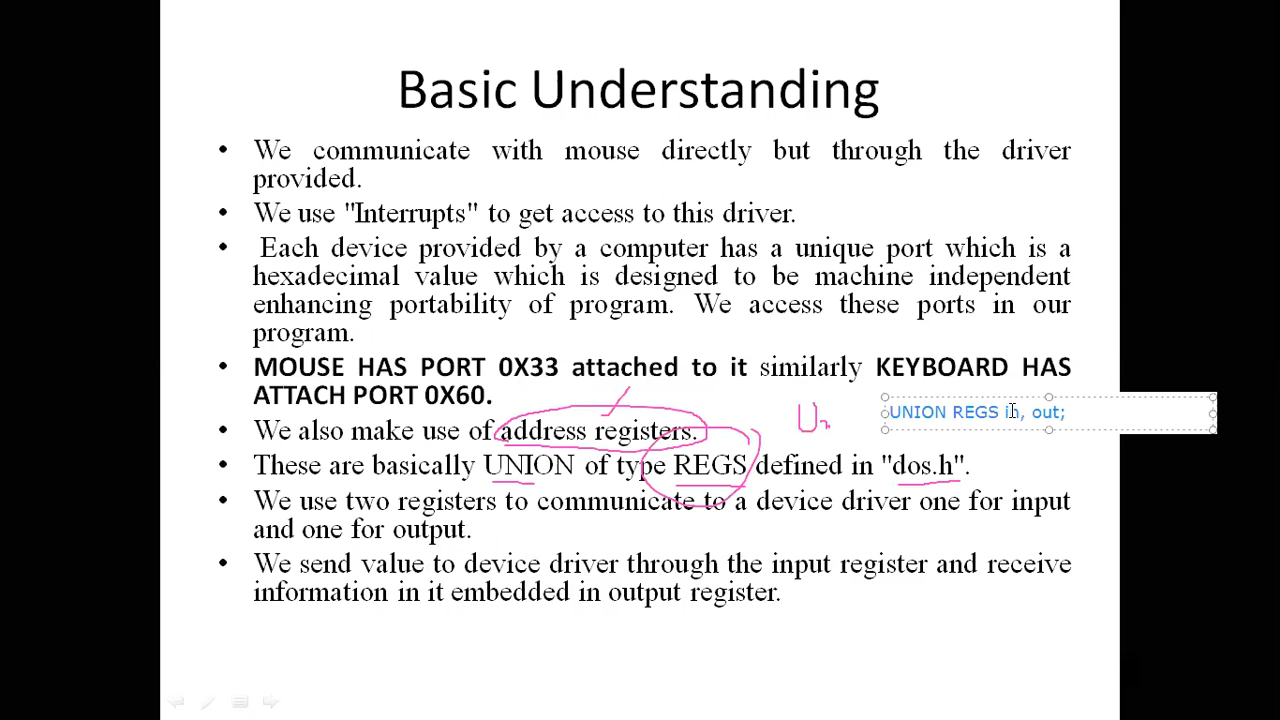 Basic Understanding
• We communicate with mouse directly but through the driver
provided.
• We use "Interrupts" to get access to this driver.
• Each device provided by a computer has a unique port which is a
hexadecimal value which is designed to be machine independent
enhancing portability of program. We access these ports in our
program.
• MOUSE HAS PORT 0X33 attached to it similarly KEYBOARD HAS
ATTACH PORT 0X60.
UNION REGS in, out;
• We also make use of address registers.
• These are basically UNION of type REGS defined in "dos.h".
• We use two registers to communicate to a device driver one for input
and one for output.
• We send value to device driver through the input register and receive
information in it embedded in output register.